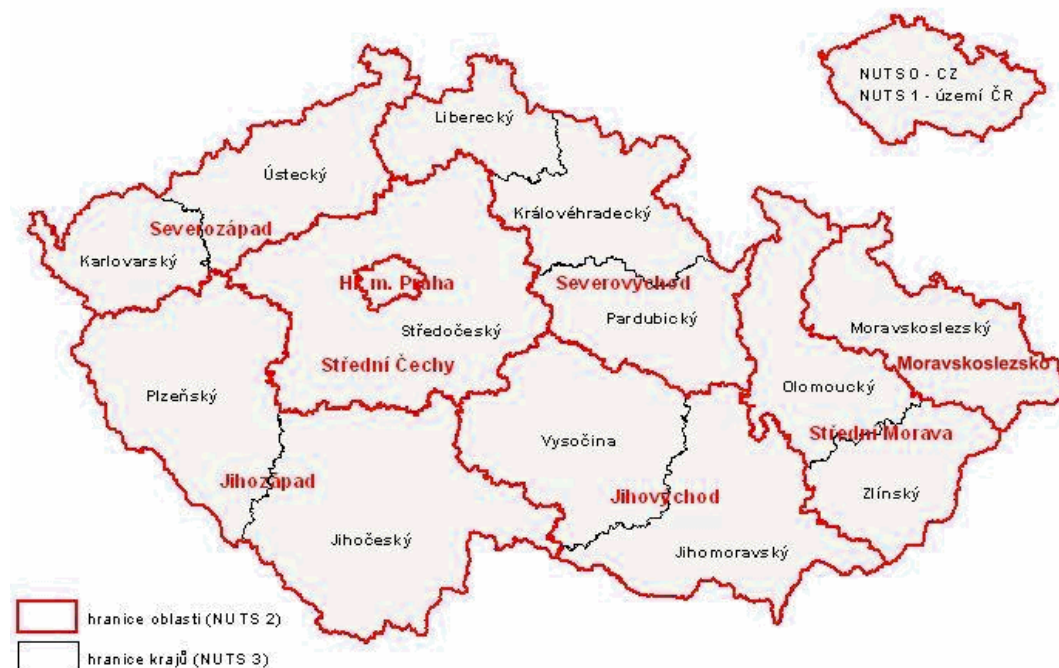 NUTS 0 - CZ
NUTS 1 - území ČR
Liberecký
Ústecký
Královéhradecký
Severozápad
Karlovarský
Hl. m. Praha
Severovýchod
Pardubický
Středočeský
Moravskoslezský
Střední Čechy
Moravskoslezsko
Olomoucký
Plzeňský
Vysočina
Střední Morava
Jihozápad
Jihovýchod
Zlínský
Jihočeský
Jihomoravský
hranice oblasti (NUTS 2)
hranice krajů (NUTS 3)